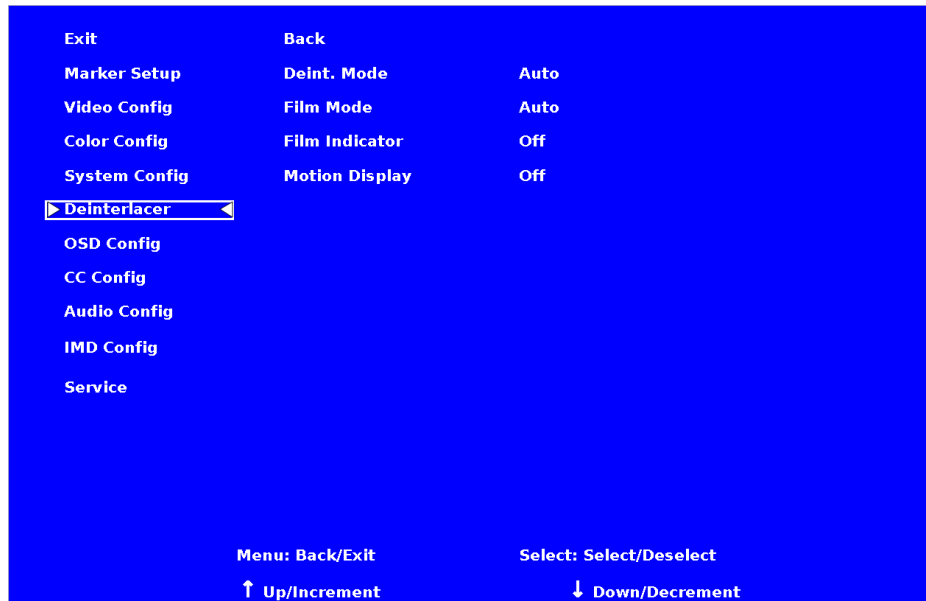 Exit Back
Marker Setup Deint. Mode Auto
Video Config Film Mode Auto
Color Config Film Indicator Off
System Config Motion Display Off
Deinterlacer
OSD Config
CC Config
Audio Config
IMD Config
Service
Menu: Back/Exit Select: Select/Deselect
↑ Up/Increment ↓ Down/Decrement